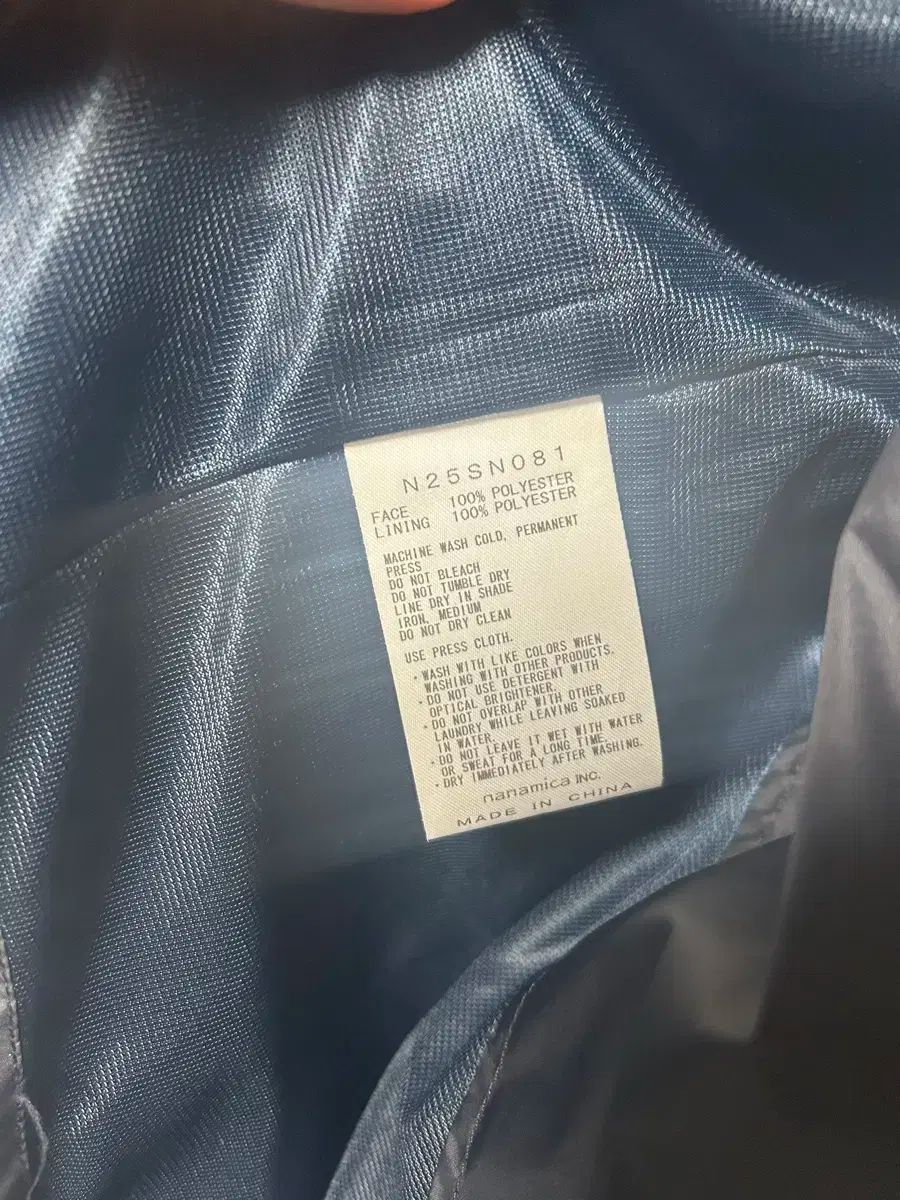 N25SN081
FACE 100% POLYESTER
LINING 100% POLYESTER
MACHINE WASH COLD, PERMANENT
PRESS
DO NOT BLEACH
DO NOT TUMBLE DRY
LINE DRY IN SHADE
IRON, MEDIUM
DO NOT DRY CLEAN
USE PRESS CLOTH.
・WASH WITH LIKE COLORS WHEN
WASHING WITH OTHER PRODUCTS.
・DO NOT USE DETERGENT WITH
OPTICAL BRIGHTENER.
・DO NOT OVERLAP WITH OTHER
LAUNDRY WHILE LEAVING SOAKED
IN WATER.
・DO NOT LEAVE IT WET WITH WATER
OR SWEAT FOR A LONG TIME.
・DRY IMMEDIATELY AFTER WASHING.
nanamica INC.
MADE IN CHINA